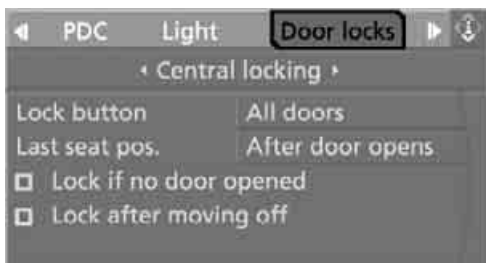 PDC Light Door locks
Central locking
Lock button All doors
Last seat pos. After door opens
Lock if no door opened
Lock after moving off